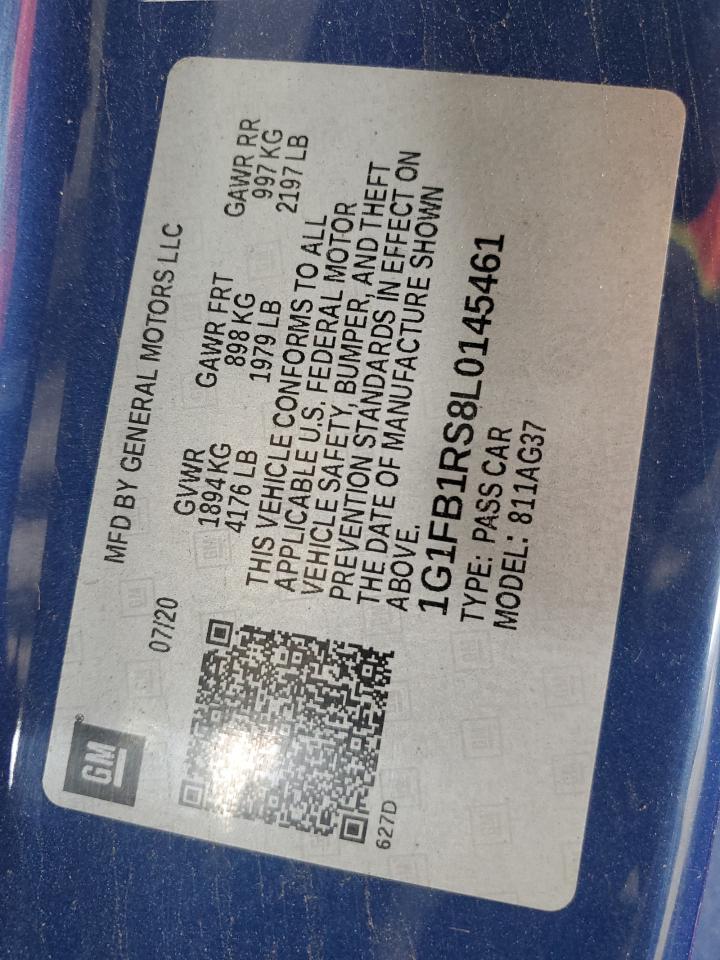 GM
07/20
MFD BY GENERAL MOTORS LLC
GVWR GAWR FRT GAWR RR
1894 KG 898 KG 997 KG
4176 LB 1979 LB 2197 LB
THIS VEHICLE CONFORMS TO ALL
APPLICABLE U.S. FEDERAL MOTOR
VEHICLE SAFETY, BUMPER, AND THEFT
PREVENTION STANDARDS IN EFFECT ON
THE DATE OF MANUFACTURE SHOWN
ABOVE.
1G1FB1RS8L0145461
TYPE: PASS CAR
MODEL: 811AG37
627D